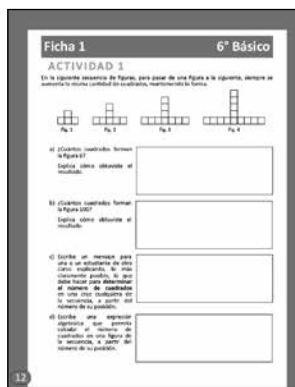 Ficha 1 6° Básico
ACTIVIDAD 1
En la siguiente secuencia de figuras, para pasar de una figura a la siguiente, siempre se
aumenta la misma cantidad de cuadrados, manteniendo la forma.
Fig. 1 Fig. 2 Fig. 3 Fig. 4
a) ¿Cuántos cuadrados forman
la figura 6?
Explica cómo obtuviste el
resultado.
b) ¿Cuántos cuadrados forman
la figura 100?
Explica cómo obtuviste el
resultado.
c) Escribe un mensaje para
una o un estudiante de otro
curso explicando, lo más
claramente posible, lo que
debe hacer para determinar
el número de cuadrados
en una cruz cualquiera de
la secuencia, a partir del
número de su posición.
d) Escribe una expresión
algebraica que permita
calcular el número de
cuadrados en una figura de
la secuencia, a partir del
número de su posición.
12